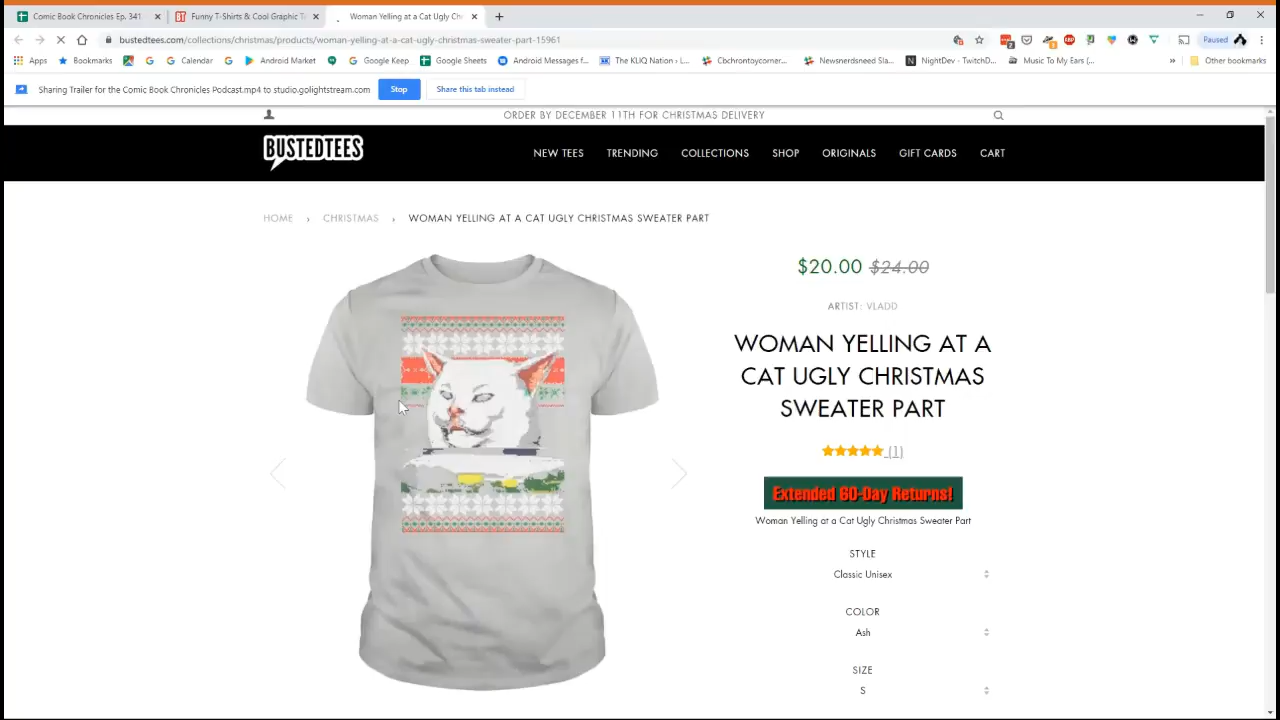 Comic Book Chronicles Ep. 341
Funny T-Shirts & Cool Graphic T
Woman Yelling at a Cat Ugly Chr
bustedtees.com/collections/christmas/products/woman-yelling-at-a-cat-ugly-christmas-sweater-part-15961
Paused
Apps
Bookmarks
Calendar
Android Market
Google Keep
Google Sheets
Android Messages f...
The KLIQ Nation › L...
Cbchrontoycorner...
Newsnerdsneed Sla...
NightDev - TwitchD...
Music To My Ears (...
»
Other bookmarks
Sharing Trailer for the Comic Book Chronicles Podcast.mp4 to studio.golightstream.com
Stop
Share this tab instead
ORDER BY DECEMBER 11TH FOR CHRISTMAS DELIVERY
BUSTEDTEES
NEW TEES
TRENDING
COLLECTIONS
SHOP
ORIGINALS
GIFT CARDS
CART
HOME › CHRISTMAS › WOMAN YELLING AT A CAT UGLY CHRISTMAS SWEATER PART
$20.00 $24.00
ARTIST: VLADD
WOMAN YELLING AT A
CAT UGLY CHRISTMAS
SWEATER PART
(1)
Extended 60-Day Returns!
Woman Yelling at a Cat Ugly Christmas Sweater Part
STYLE
Classic Unisex
COLOR
Ash
SIZE
S